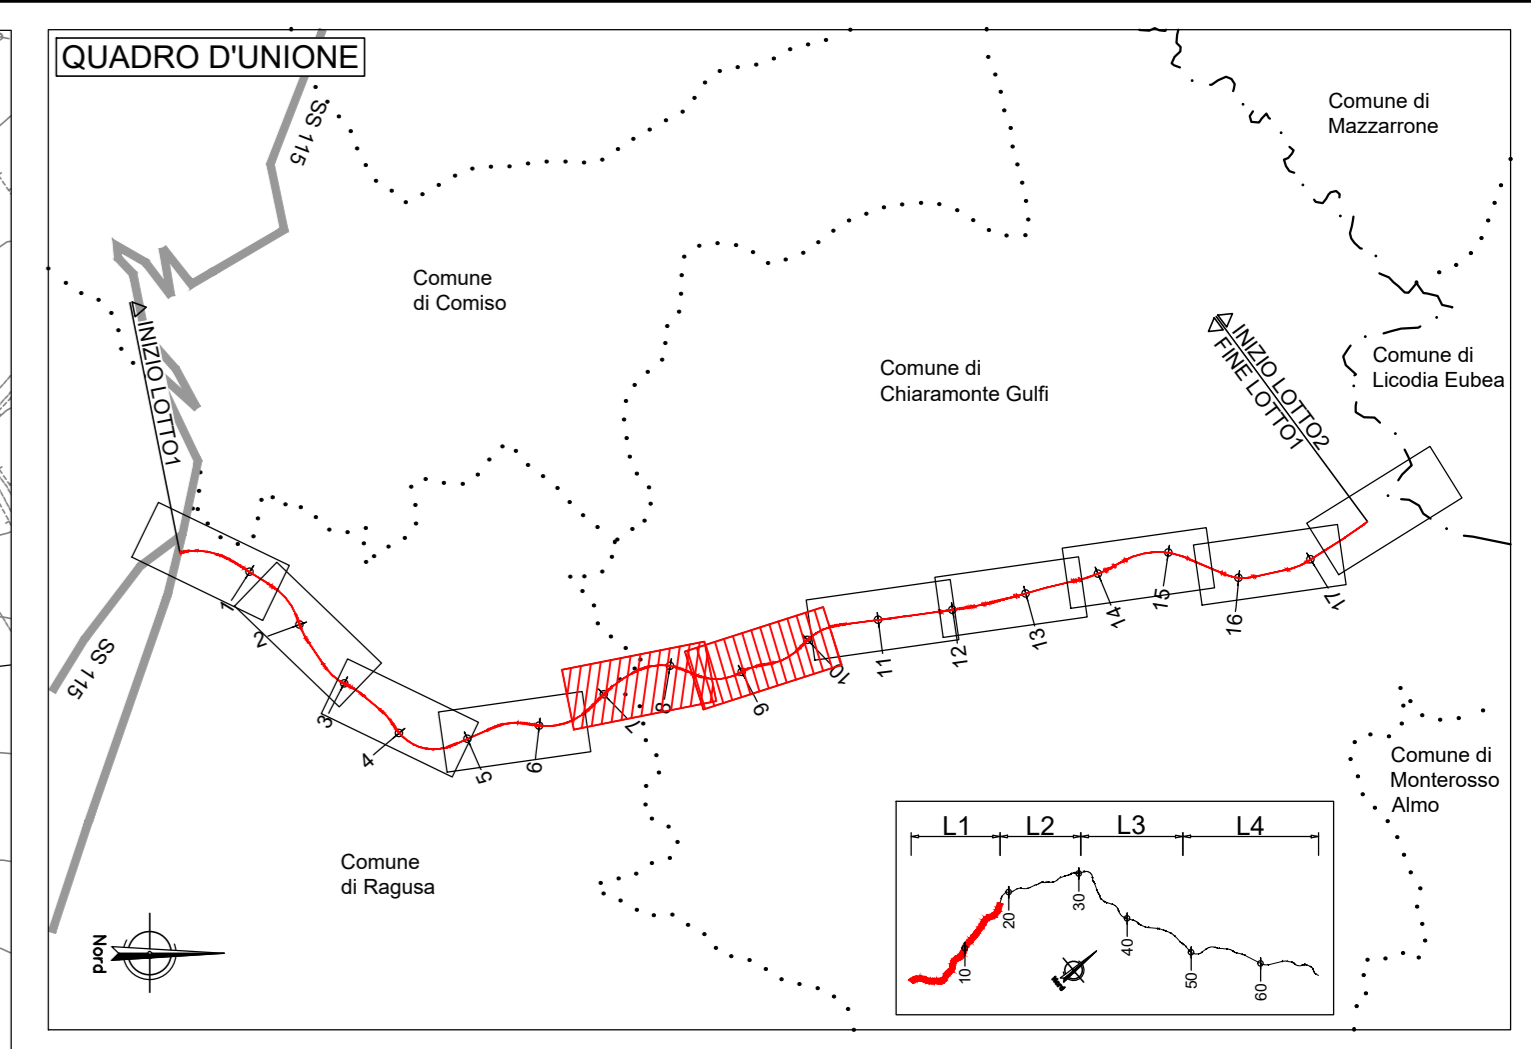 QUADRO D'UNIONE
SS 115
Comune di
Mazzarrone
Comune
di Comiso
INIZIO LOTTO1
Comune di
Chiaramonte Gulfi
INIZIO LOTTO2
FINE LOTTO1
Comune di
Licodia Eubea
1
2
3
4
5
6
7
8
9
10
11
12
13
14
15
16
17
SS 115
Comune di
Monterosso
Almo
Comune
di Ragusa
Nord
L1
L2
L3
L4
10
20
30
40
50
60